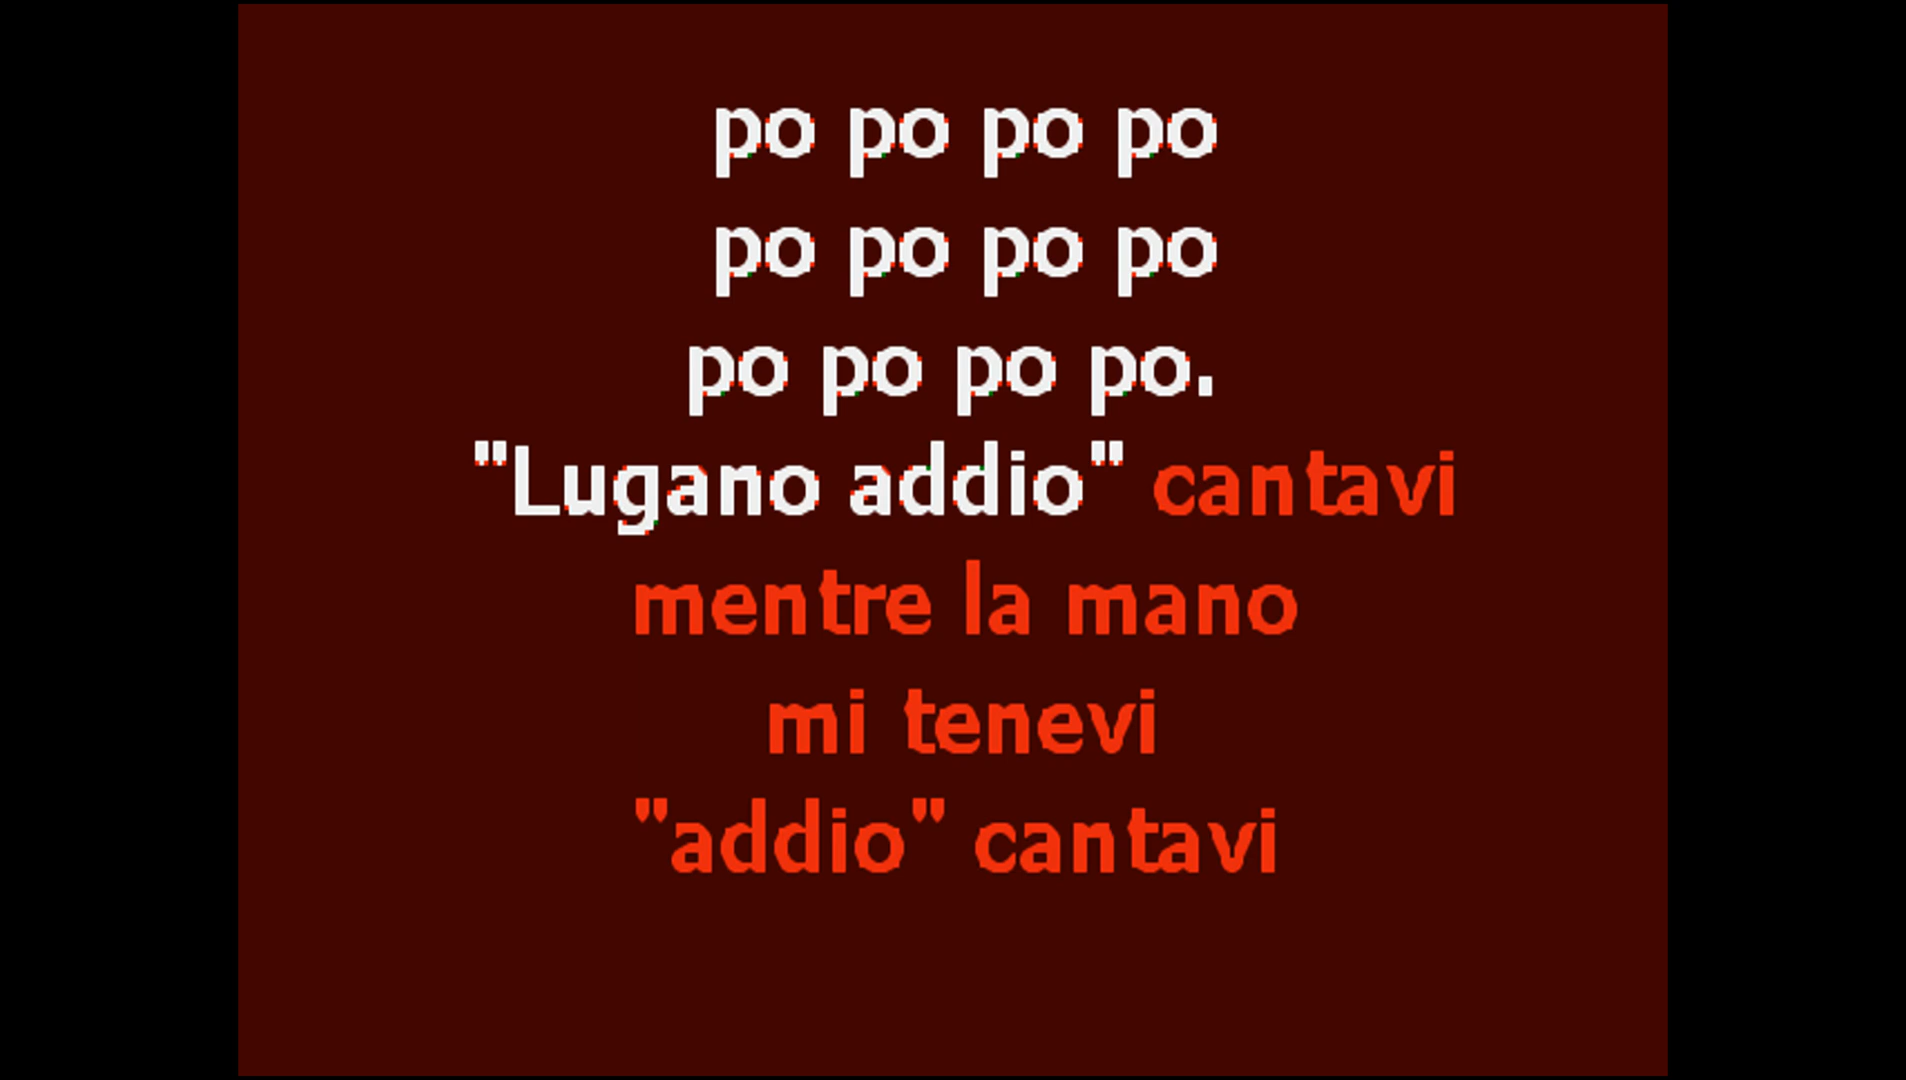 po po po po
po po po po
po po po po.
"Lugano addio" cantavi
mentre la mano
mi tenevi
"addio" cantavi